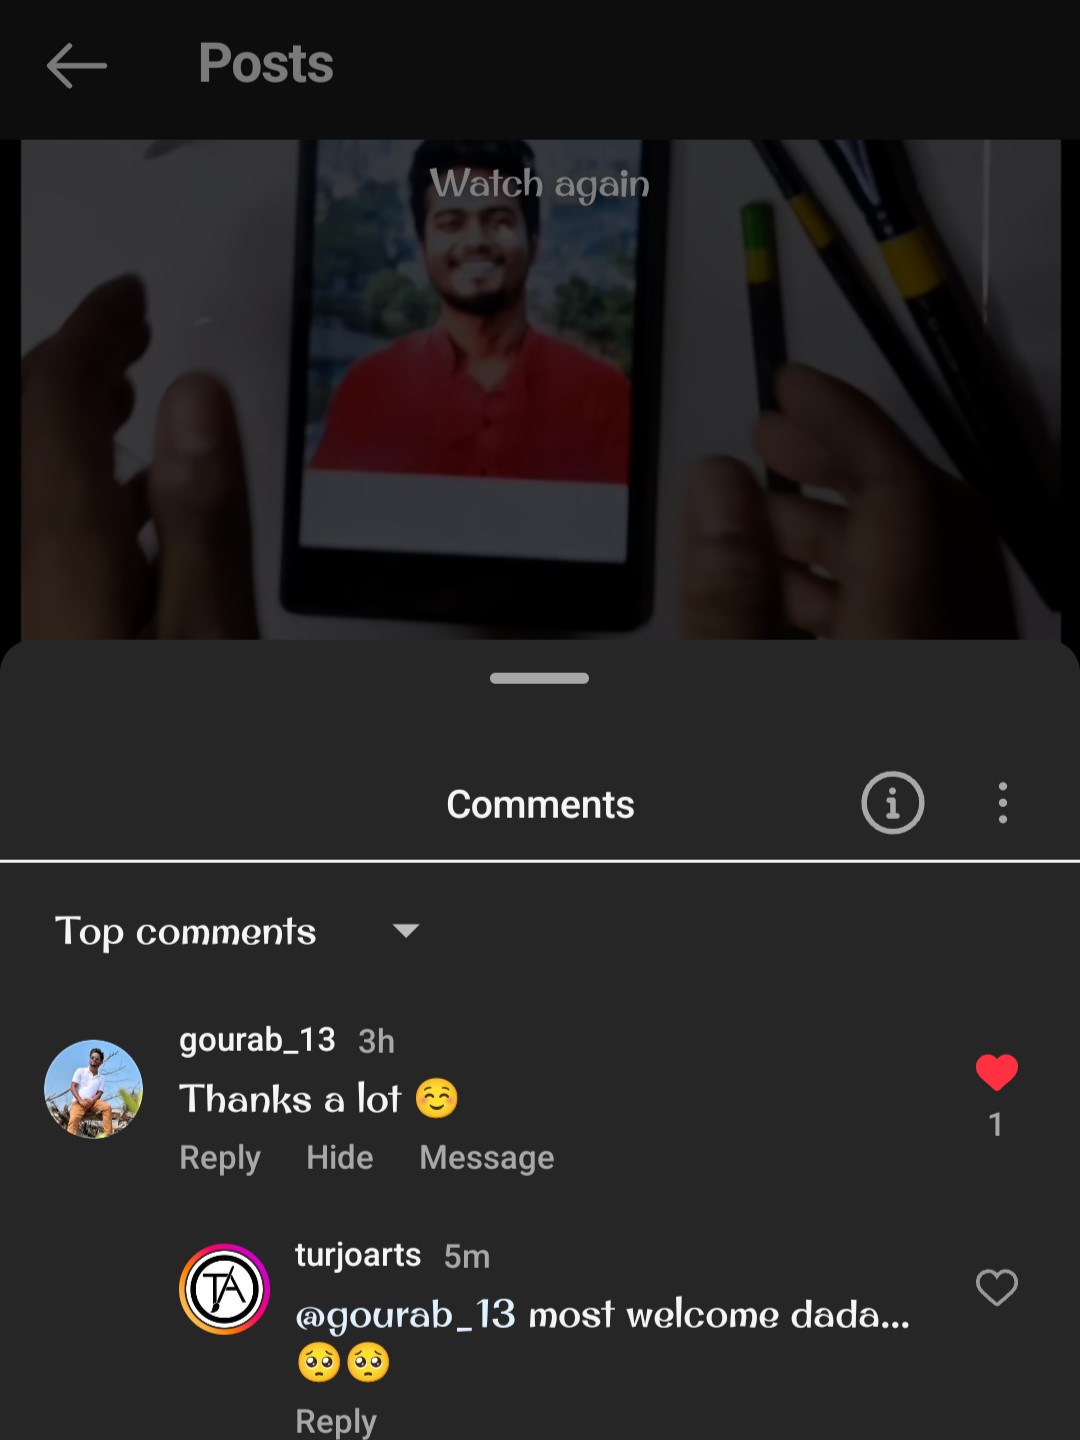 Posts
Watch again
Comments
Top comments
gourab_13 3h
Thanks a lot ☺️
1
Reply Hide Message
turjoarts 5m
TA
@gourab_13 most welcome dada...
🥺🥺
Reply